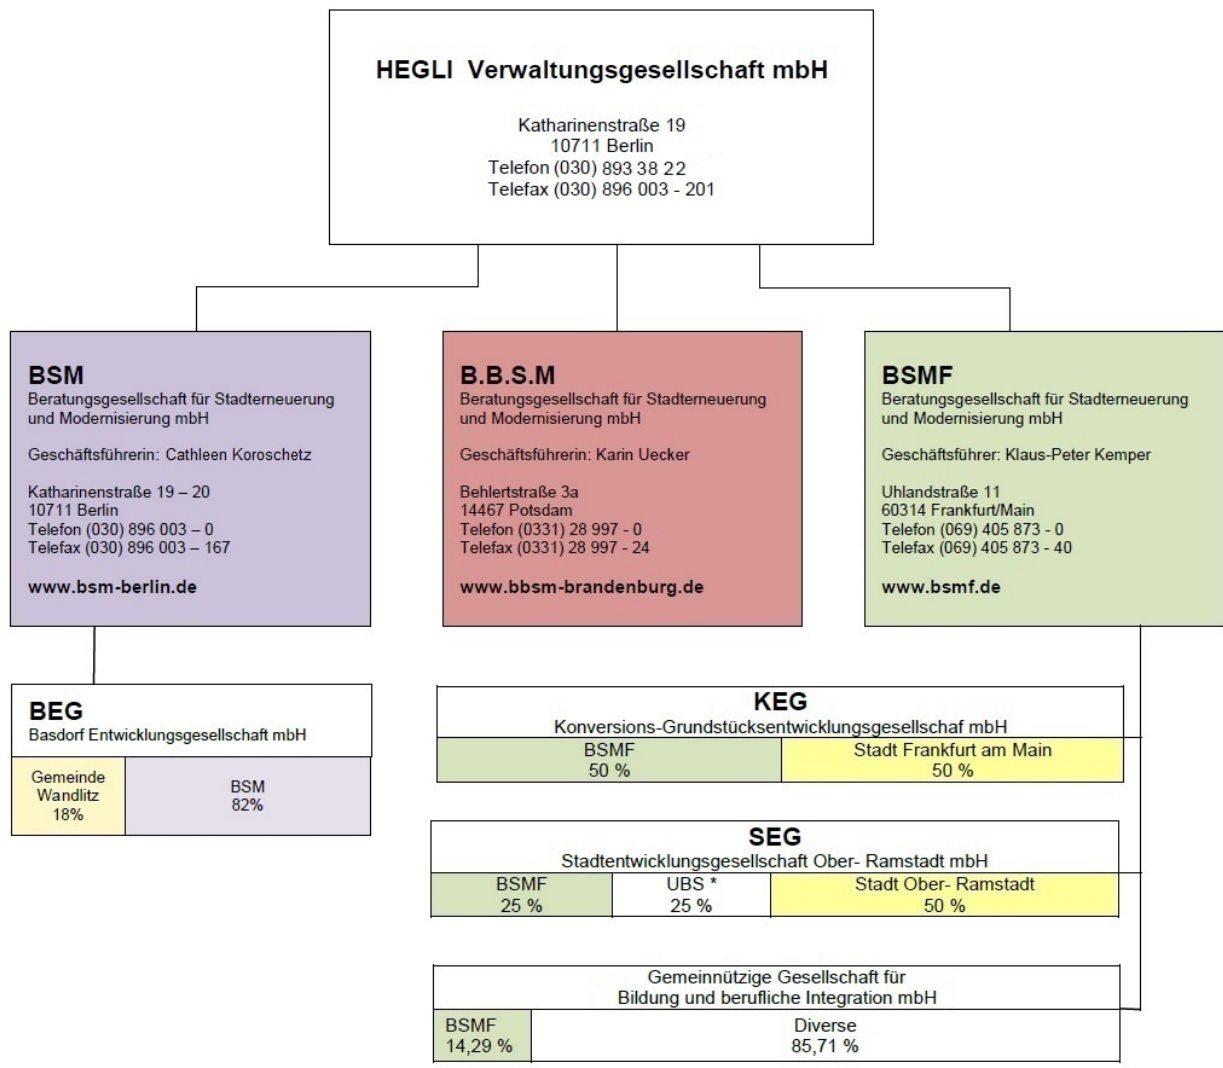 HEGLI Verwaltungsgesellschaft mbH
Katharinenstraße 19
10711 Berlin
Telefon (030) 893 38 22
Telefax (030) 896 003 - 201
BSM
Beratungsgesellschaft für Stadterneuerung
und Modernisierung mbH
Geschäftsführerin: Cathleen Koroschetz
Katharinenstraße 19 – 20
10711 Berlin
Telefon (030) 896 003 – 0
Telefax (030) 896 003 – 167
www.bsm-berlin.de
B.B.S.M
Beratungsgesellschaft für Stadterneuerung
und Modernisierung mbH
Geschäftsführerin: Karin Uecker
Behlertstraße 3a
14467 Potsdam
Telefon (0331) 28 997 - 0
Telefax (0331) 28 997 - 24
www.bbsm-brandenburg.de
BSMF
Beratungsgesellschaft für Stadterneuerung
und Modernisierung mbH
Geschäftsführer: Klaus-Peter Kemper
Uhlandstraße 11
60314 Frankfurt/Main
Telefon (069) 405 873 - 0
Telefax (069) 405 873 - 40
www.bsmf.de
BEG
Basdorf Entwicklungsgesellschaft mbH
Gemeinde
Wandlitz
18%
BSM
82%
KEG
Konversions-Grundstücksentwicklungsgesellschaf mbH
BSMF
50 %
Stadt Frankfurt am Main
50 %
SEG
Stadtentwicklungsgesellschaft Ober- Ramstadt mbH
BSMF
25 %
UBS *
25 %
Stadt Ober- Ramstadt
50 %
Gemeinnützige Gesellschaft für
Bildung und berufliche Integration mbH
BSMF
14,29 %
Diverse
85,71 %